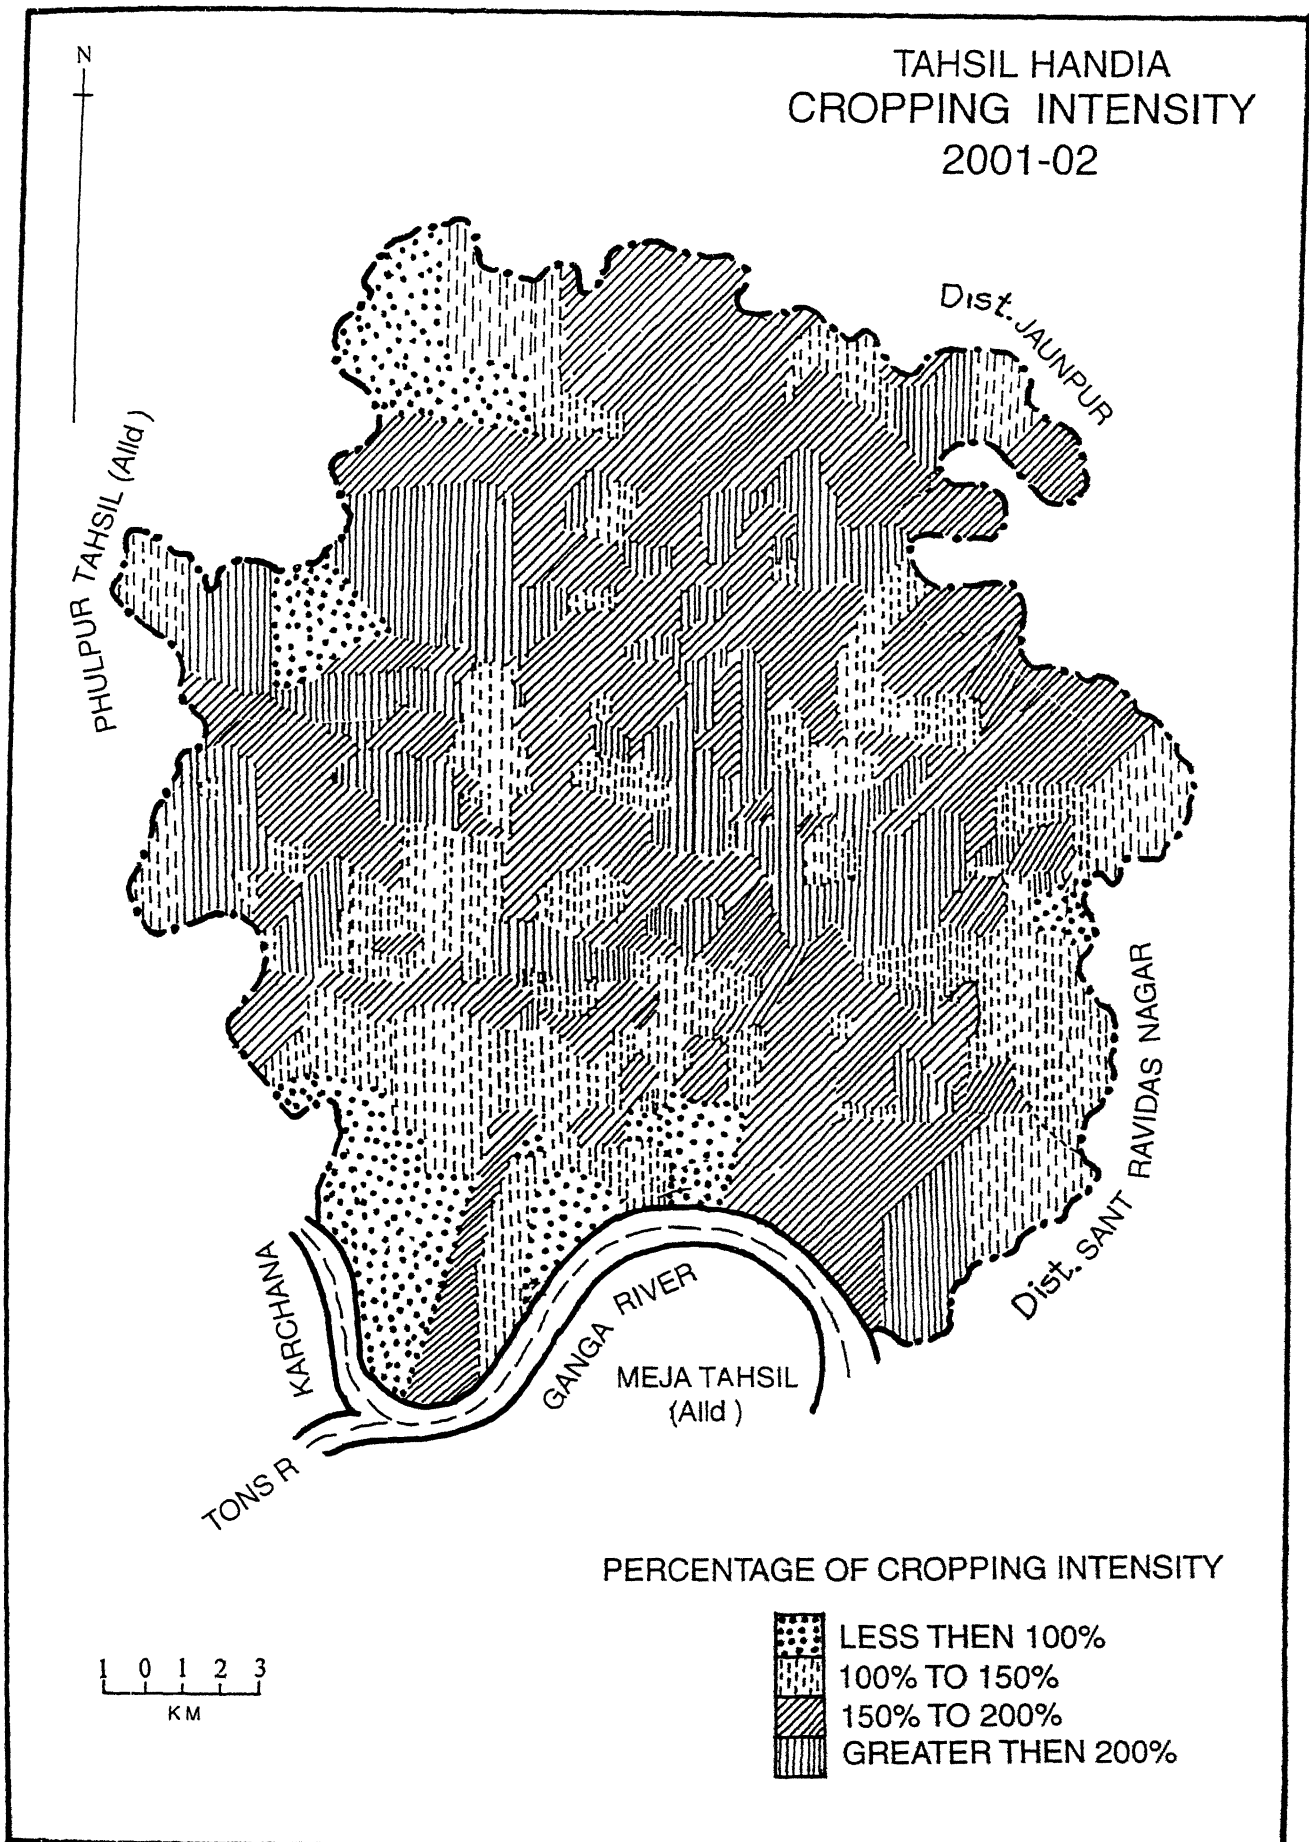 N
TAHSIL HANDIA
CROPPING INTENSITY
2001-02
Dist. JAUNPUR
PHULPUR TAHSIL (Alld)
Dist. SANT RAVIDAS NAGAR
KARCHANA
GANGA RIVER
MEJA TAHSIL
(Alld)
TONS R
PERCENTAGE OF CROPPING INTENSITY
LESS THEN 100%
100% TO 150%
150% TO 200%
GREATER THEN 200%
1 0 1 2 3
KM